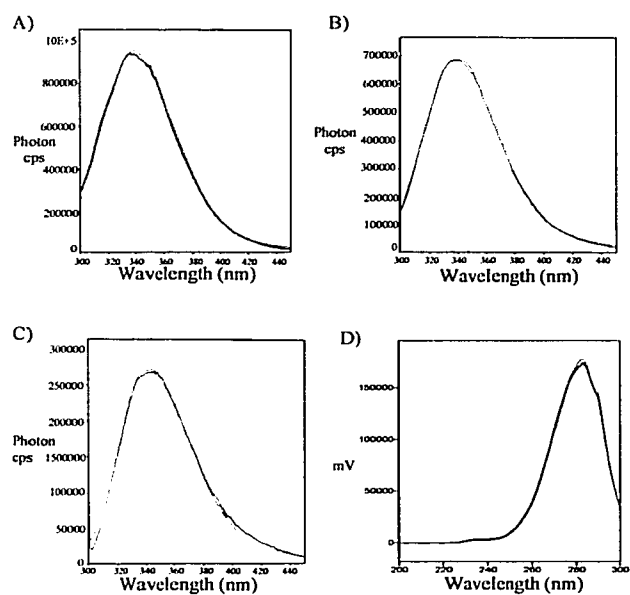 A)
10E+5
800000
600000
Photon
cps
400000
200000
0
300 320 340 360 380 400 420 440
Wavelength (nm)
B)
700000
600000
500000
Photon
cps
400000
300000
200000
100000
0
300 320 340 360 380 400 420 440
Wavelength (nm)
C)
300000
250000
200000
Photon
cps
1500000
100000
50000
0
300 320 340 360 380 400 420 440
Wavelength (nm)
D)
150000
100000
mV
50000
0
200 220 240 260 280 300
Wavelength (nm)